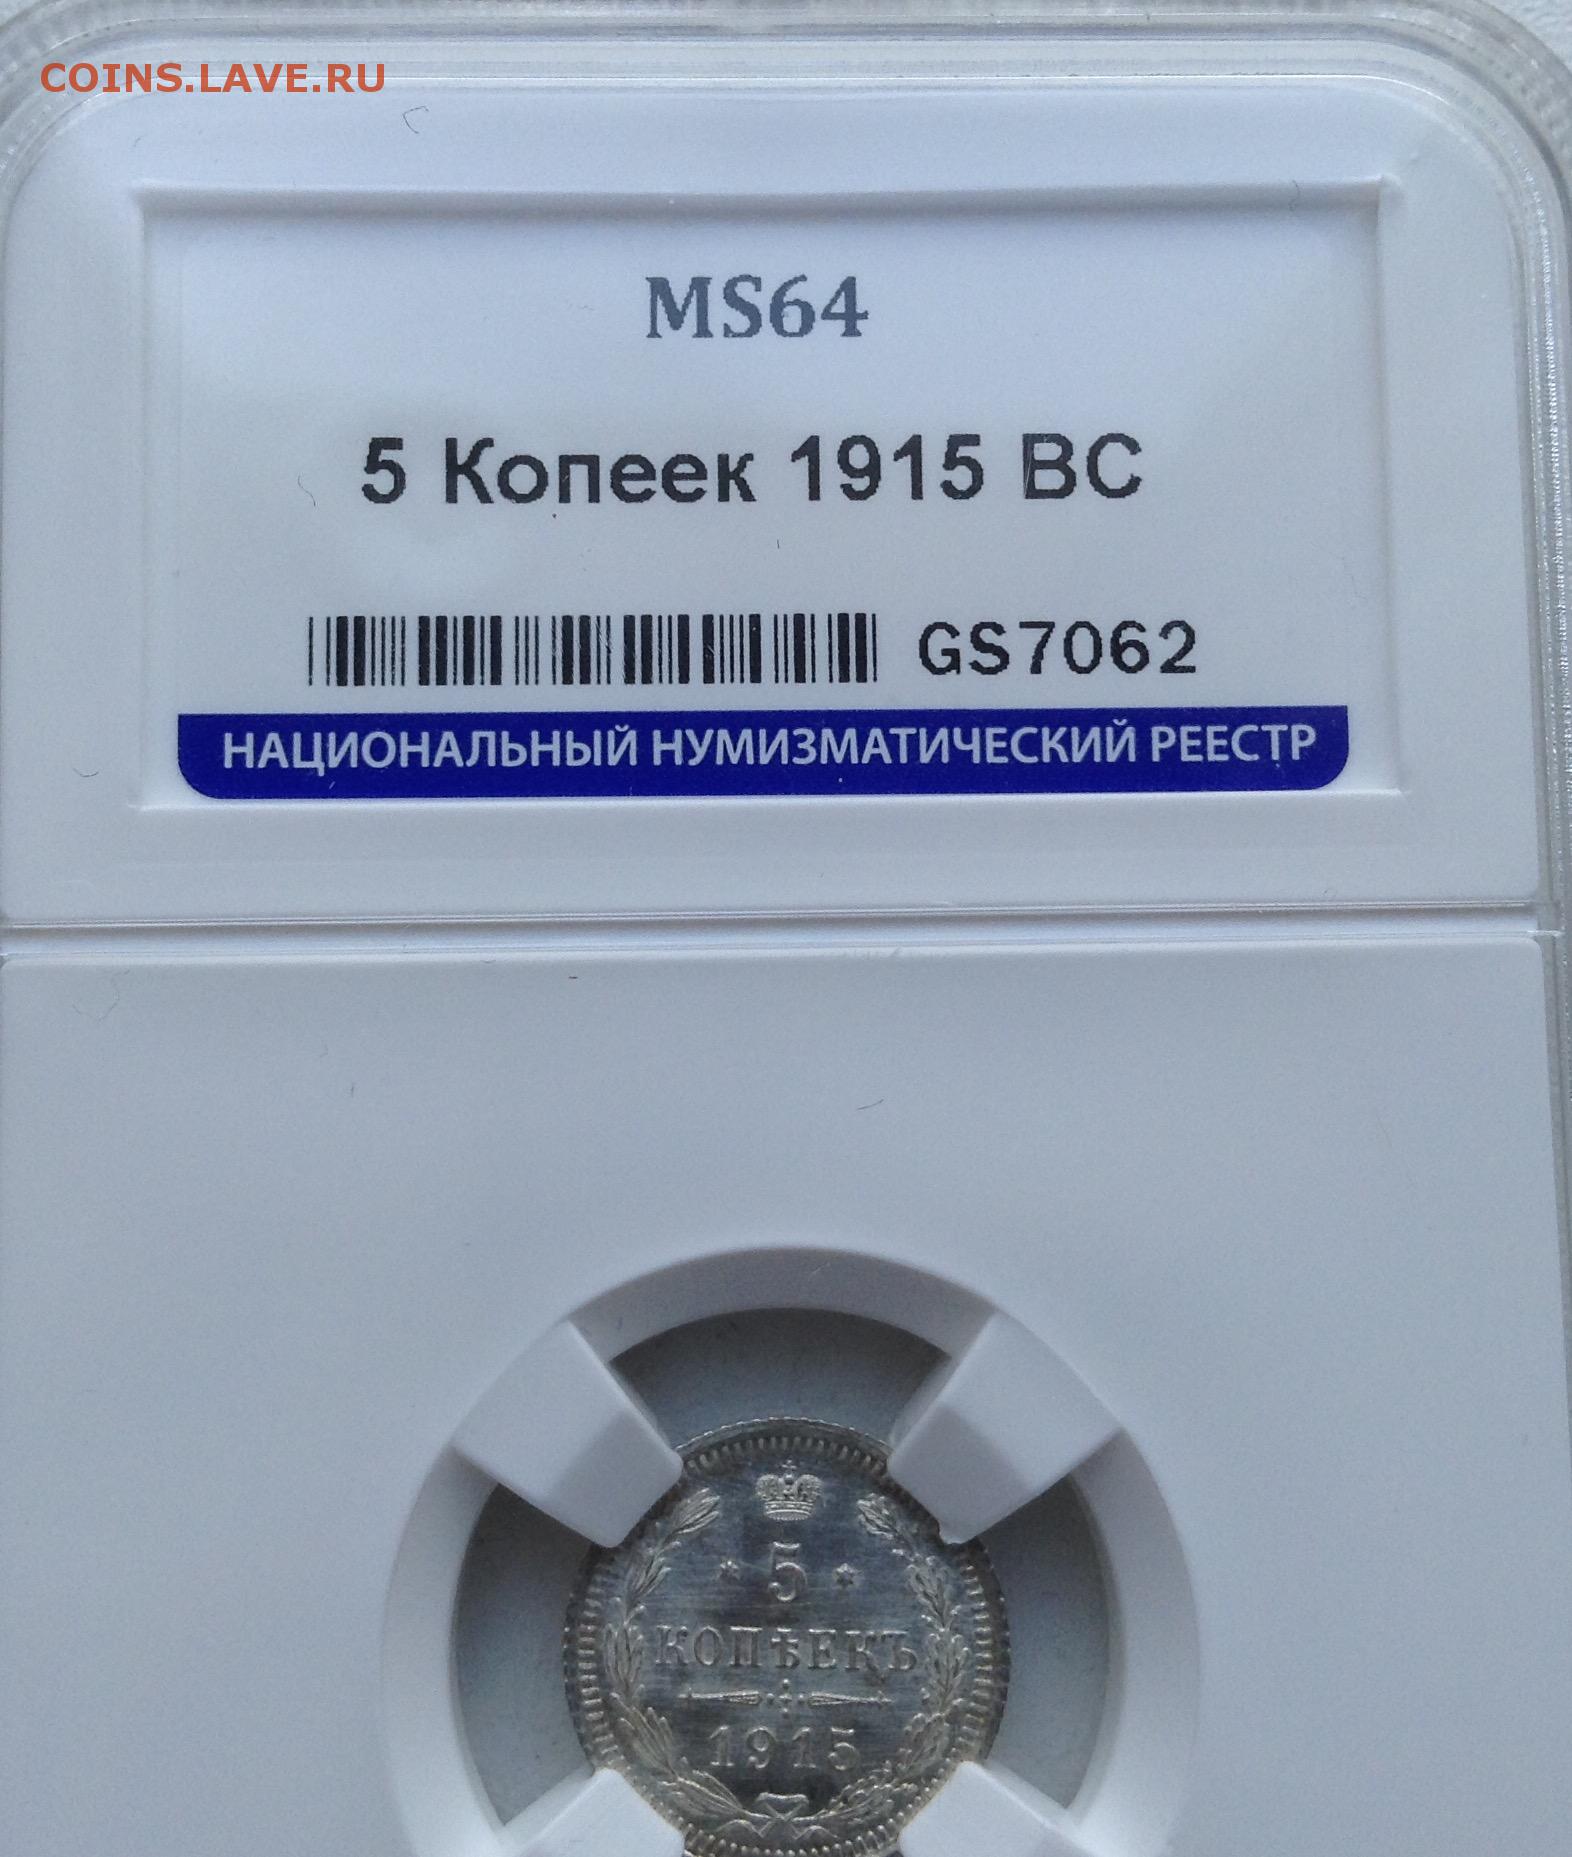 COINS.LAVE.RU
MS64
5 Копеек 1915 ВС
GS7062
НАЦИОНАЛЬНЫЙ НУМИЗМАТИЧЕСКИЙ РЕЕСТР
* 5 *
КОПѢЕКЪ
1915